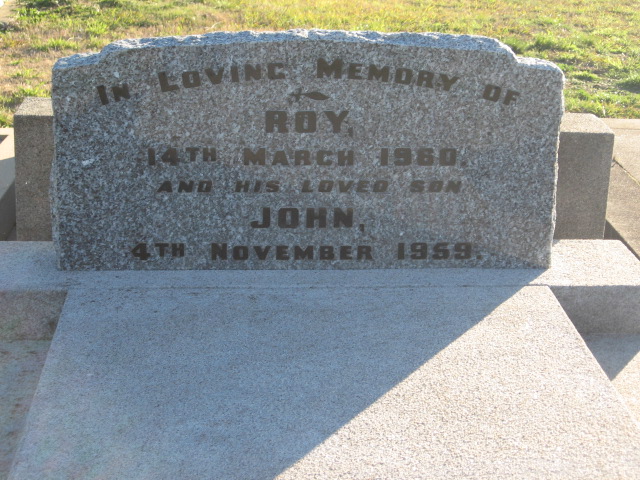 In Loving Memory of
ROY,
14TH March 1960.
AND HIS LOVED SON
JOHN,
4TH November 1959.